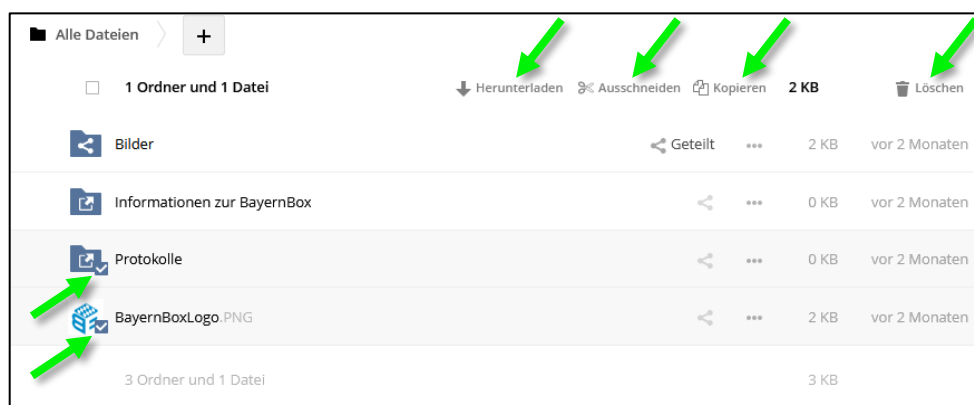 Alle Dateien +
1 Ordner und 1 Datei Herunterladen Ausschneiden Kopieren 2 KB Löschen
Bilder Geteilt ... 2 KB vor 2 Monaten
Informationen zur BayernBox ... 0 KB vor 2 Monaten
Protokolle ... 0 KB vor 2 Monaten
BayernBoxLogo.PNG ... 2 KB vor 2 Monaten
3 Ordner und 1 Datei 3 KB